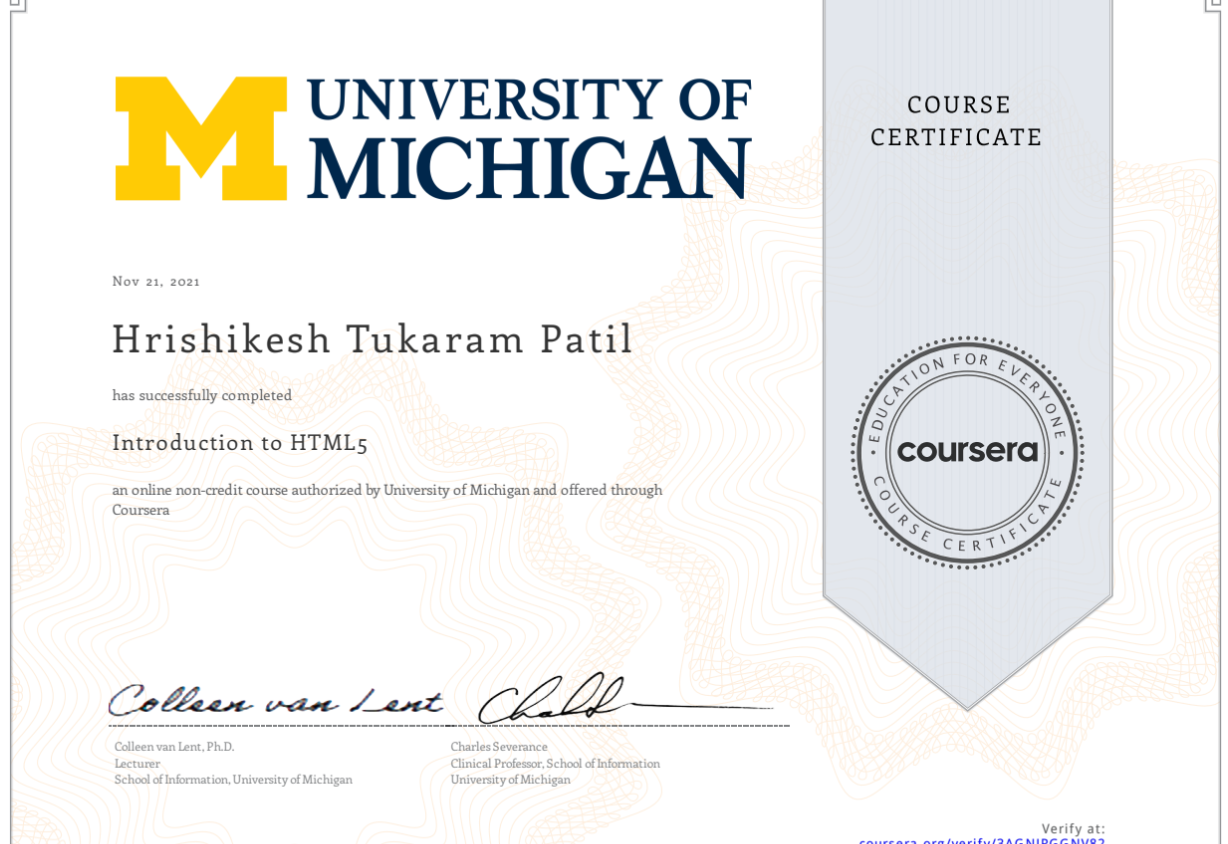 UNIVERSITY OF
MICHIGAN
COURSE
CERTIFICATE
Nov 21, 2021
Hrishikesh Tukaram Patil
has successfully completed
Introduction to HTML5
an online non-credit course authorized by University of Michigan and offered through
Coursera
EDUCATION FOR EVERYONE
coursera
COURSE CERTIFICATE
Colleen van Lent
Colleen van Lent, Ph.D.
Lecturer
School of Information, University of Michigan
Charles Severance
Clinical Professor, School of Information
University of Michigan
Verify at: